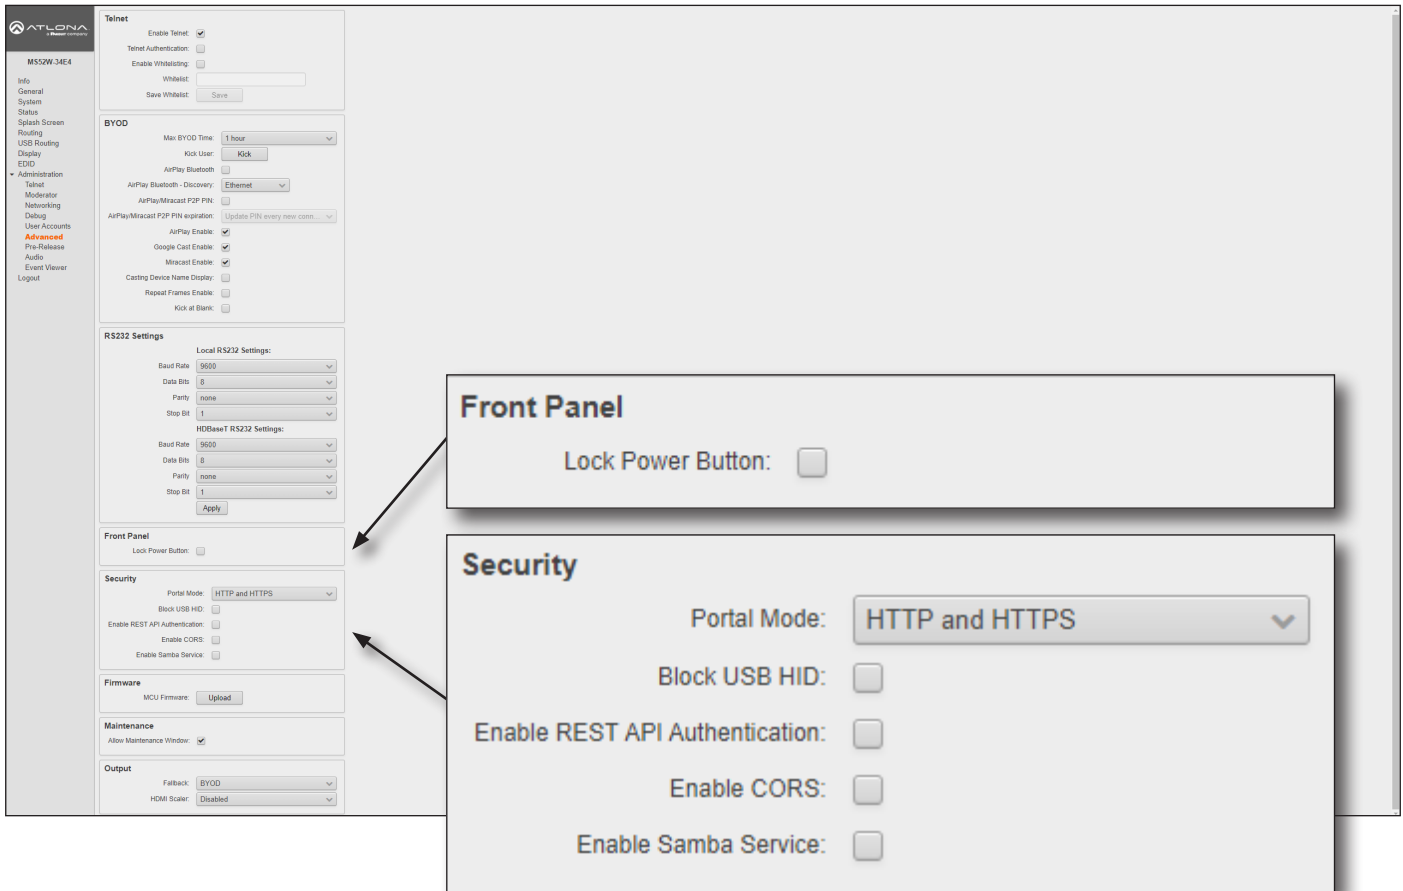 ATLONA
a Panduit company
MS52W-34E4
Info
General
System
Status
Splash Screen
Routing
USB Routing
Display
EDID
Administration
Telnet
Moderator
Networking
Debug
User Accounts
Advanced
Pre-Release
Audio
Event Viewer
Logout
Telnet
Enable Telnet:
Telnet Authentication:
Enable Whitelisting:
Whitelist:
Save Whitelist: Save
BYOD
Max BYOD Time: 1 hour
Kick User: Kick
AirPlay Bluetooth
AirPlay Bluetooth - Discovery: Ethernet
AirPlay/Miracast P2P PIN:
AirPlay/Miracast P2P PIN expiration: Update PIN every new conn...
AirPlay Enable:
Google Cast Enable:
Miracast Enable:
Casting Device Name Display:
Repeat Frames Enable:
Kick at Blank:
RS232 Settings
Local RS232 Settings:
Baud Rate 9600
Data Bits 8
Parity none
Stop Bit 1
HDBaseT RS232 Settings:
Baud Rate 9600
Data Bits 8
Parity none
Stop Bit 1
Apply
Front Panel
Lock Power Button:
Security
Portal Mode: HTTP and HTTPS
Block USB HID:
Enable REST API Authentication:
Enable CORS:
Enable Samba Service:
Firmware
MCU Firmware: Upload
Maintenance
Allow Maintenance Window:
Output
Fallback: BYOD
HDMI Scaler: Disabled
Front Panel
Lock Power Button:
Security
Portal Mode: HTTP and HTTPS
Block USB HID:
Enable REST API Authentication:
Enable CORS:
Enable Samba Service: